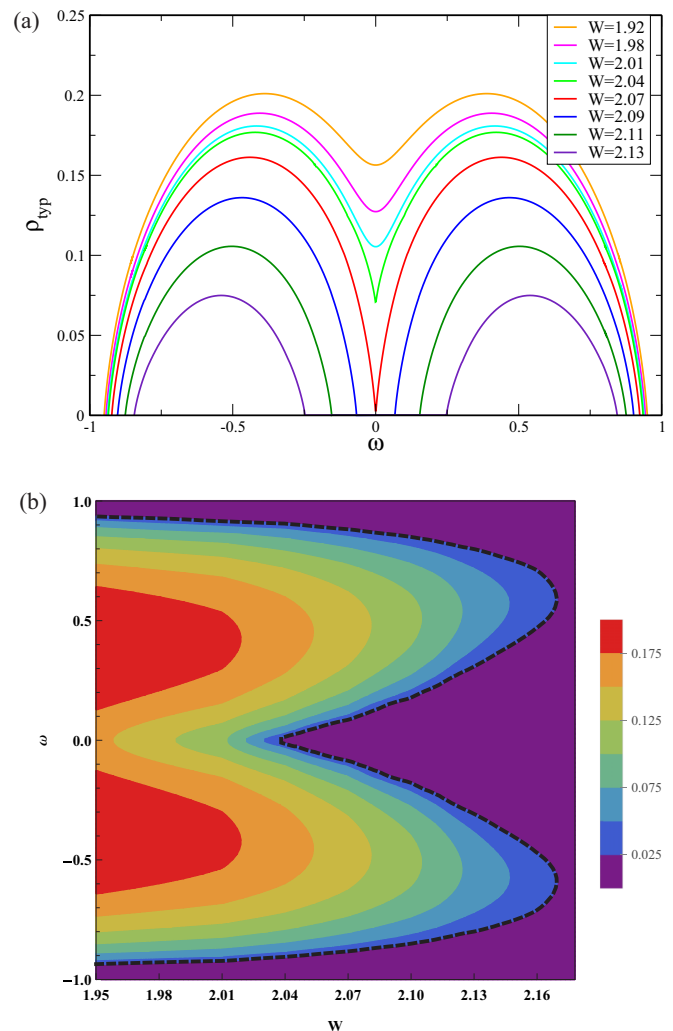 (a)
0.25
0.2
0.15
0.1
0.05
0
ρtyp
W=1.92
W=1.98
W=2.01
W=2.04
W=2.07
W=2.09
W=2.11
W=2.13
-1
-0.5
0
0.5
1
ω
(b)
1.0
0.5
0.0
−0.5
−1.0
ω
0.175
0.125
0.075
0.025
1.95
1.98
2.01
2.04
2.07
2.10
2.13
2.16
W